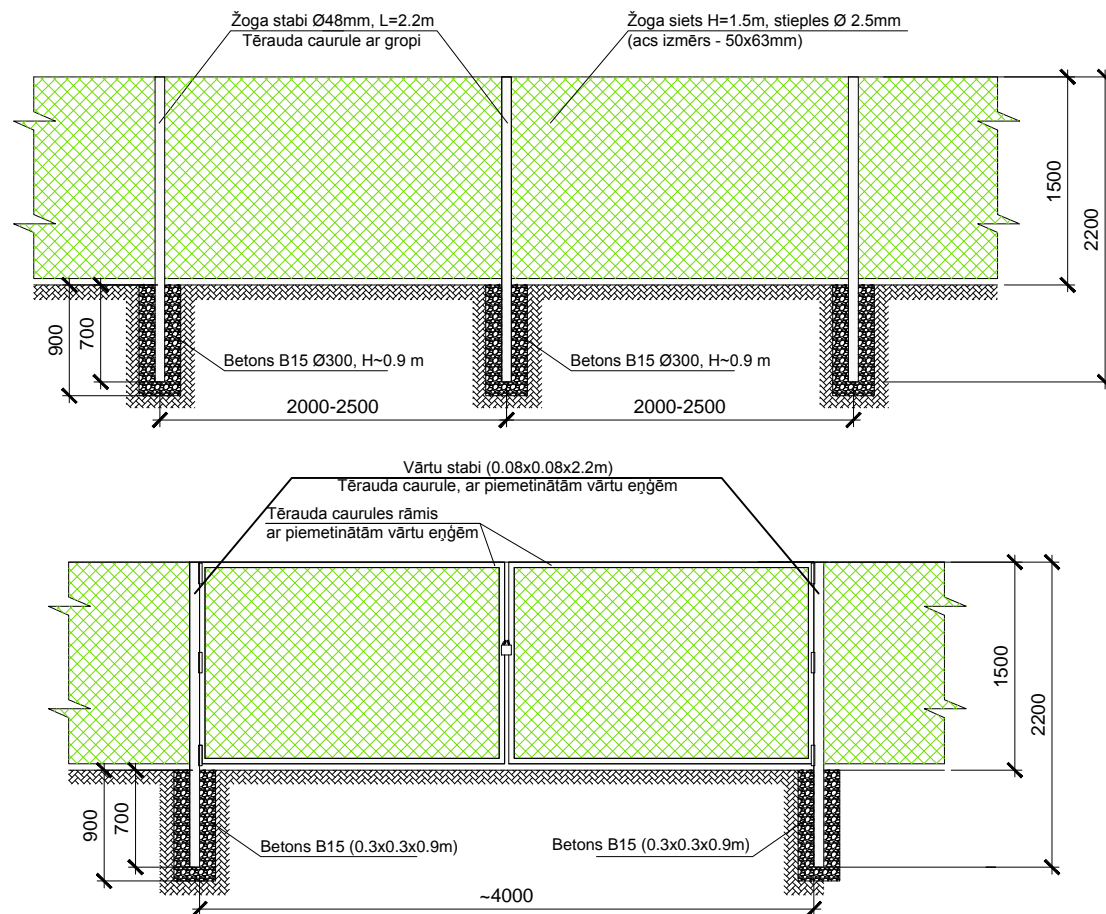 Žoga stabi Ø48mm, L=2.2m
Tērauda caurule ar gropi
Žoga siets H=1.5m, stieples Ø 2.5mm
(acs izmērs - 50x63mm)
1500
2200
900
700
Betons B15 Ø300, H~0.9 m
Betons B15 Ø300, H~0.9 m
2000-2500
2000-2500
Vārtu stabi (0.08x0.08x2.2m)
Tērauda caurule, ar piemetinātām vārtu eņģēm
Tērauda caurules rāmis
ar piemetinātām vārtu eņģēm
1500
2200
900
700
Betons B15 (0.3x0.3x0.9m)
Betons B15 (0.3x0.3x0.9m)
~4000